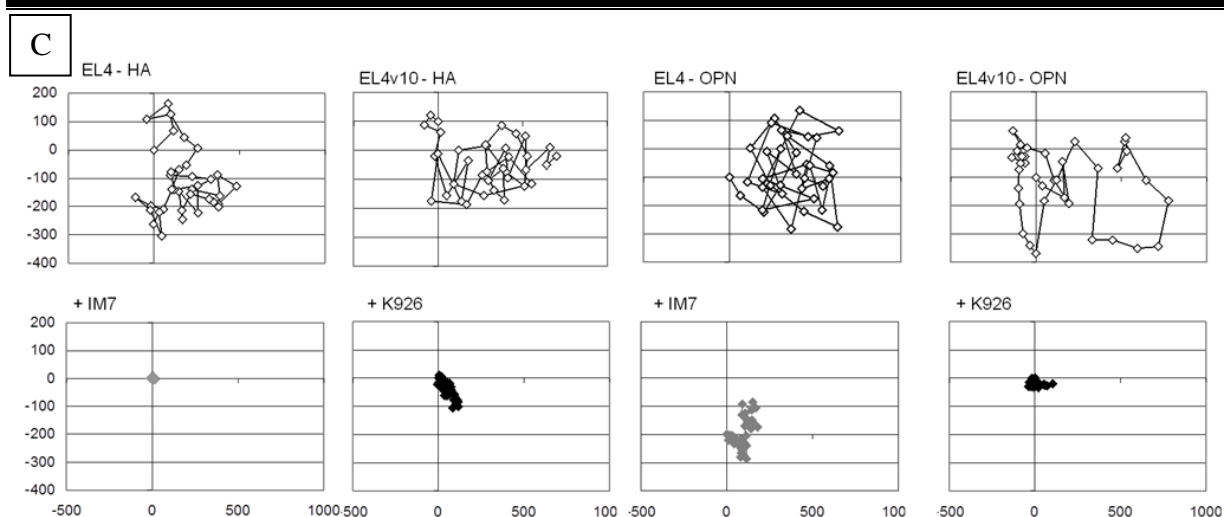 C
EL4 - HA
EL4v10 - HA
EL4 - OPN
EL4v10 - OPN
200
100
0
-100
-200
-300
-400
+ IM7
+ K926
+ IM7
+ K926
200
100
0
-100
-200
-300
-400
-500 0 500 1000 -500 0 500 100 -500 0 500 100 -500 0 500 1000